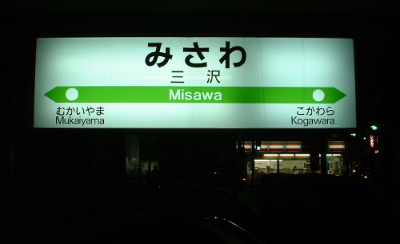 みさわ
三沢
Misawa
むかいやま
Mukaiyama
こがわら
Kogawara